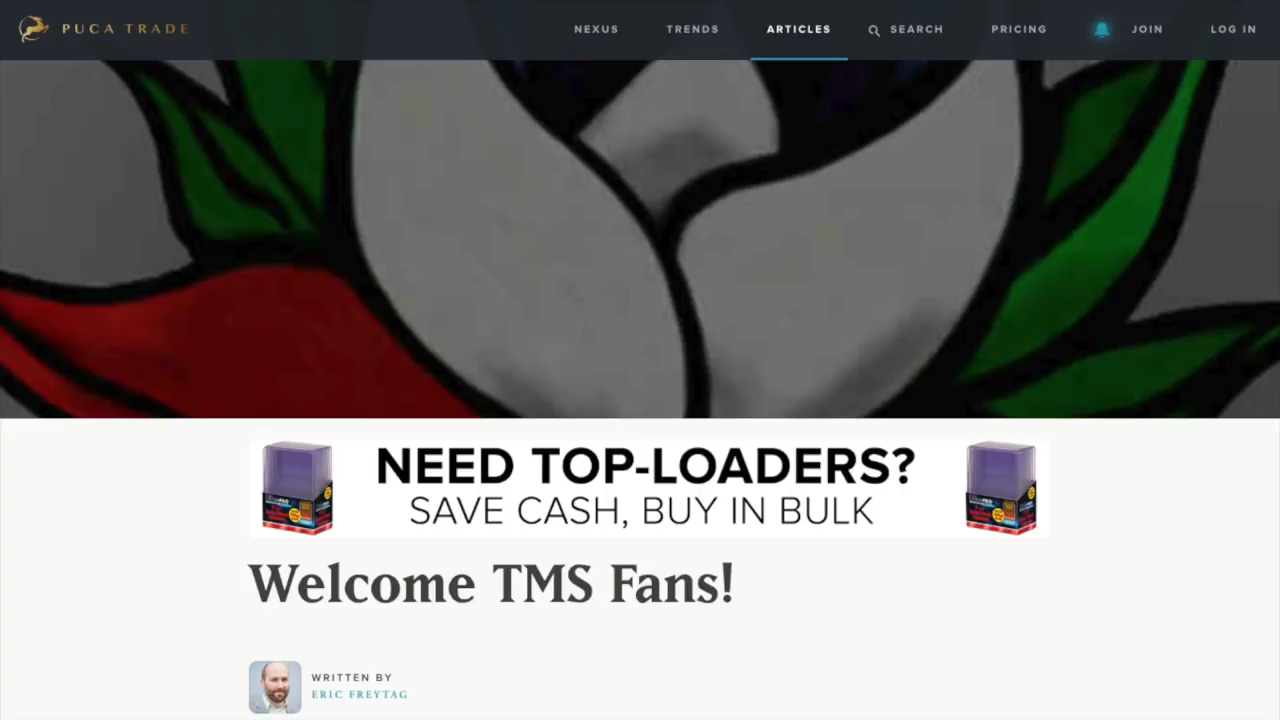 PUCA TRADE
NEXUS
TRENDS
ARTICLES
SEARCH
PRICING
JOIN
LOG IN
NEED TOP-LOADERS?
SAVE CASH, BUY IN BULK
Welcome TMS Fans!
WRITTEN BY
ERIC FREYTAG